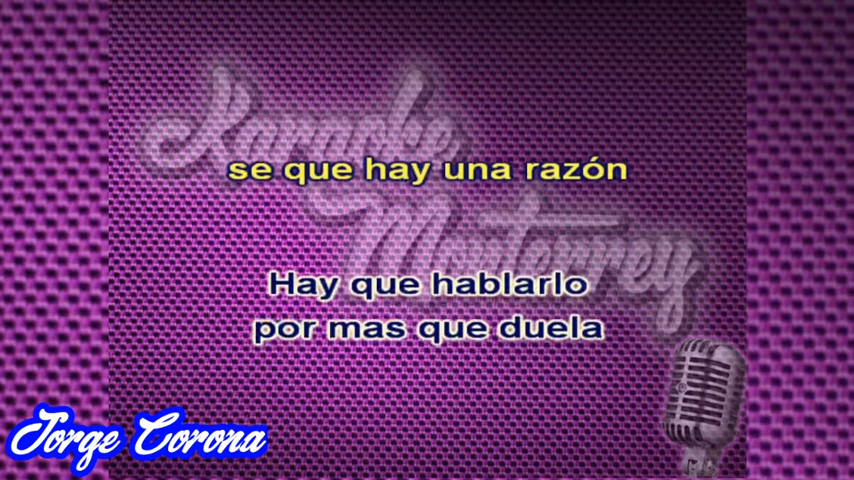 Karaoke
se que hay una razón
Monterrey
Hay que hablarlo
por mas que duela
Jorge Corona